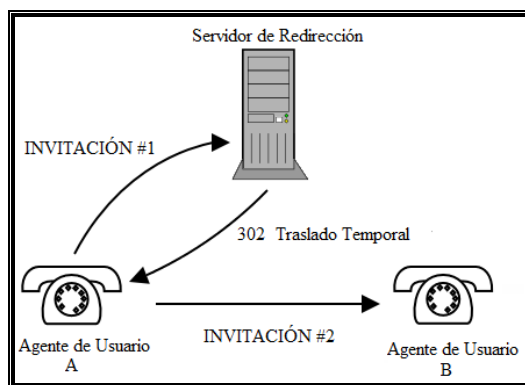 Servidor de Redirección
INVITACIÓN #1
302 Traslado Temporal
INVITACIÓN #2
Agente de Usuario
A
Agente de Usuario
B